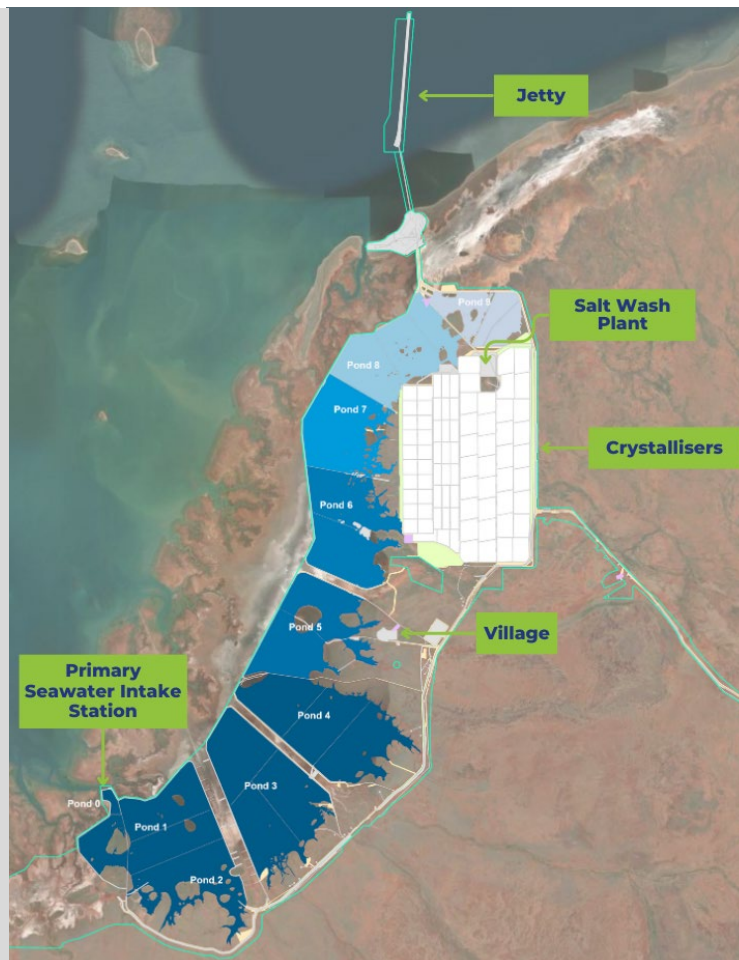 Jetty
Pond 9
Salt Wash
Plant
Pond 8
Pond 7
Crystallisers
Pond 6
Pond 5
Village
Primary
Seawater Intake
Station
Pond 4
Pond 3
Pond 0
Pond 1
Pond 2